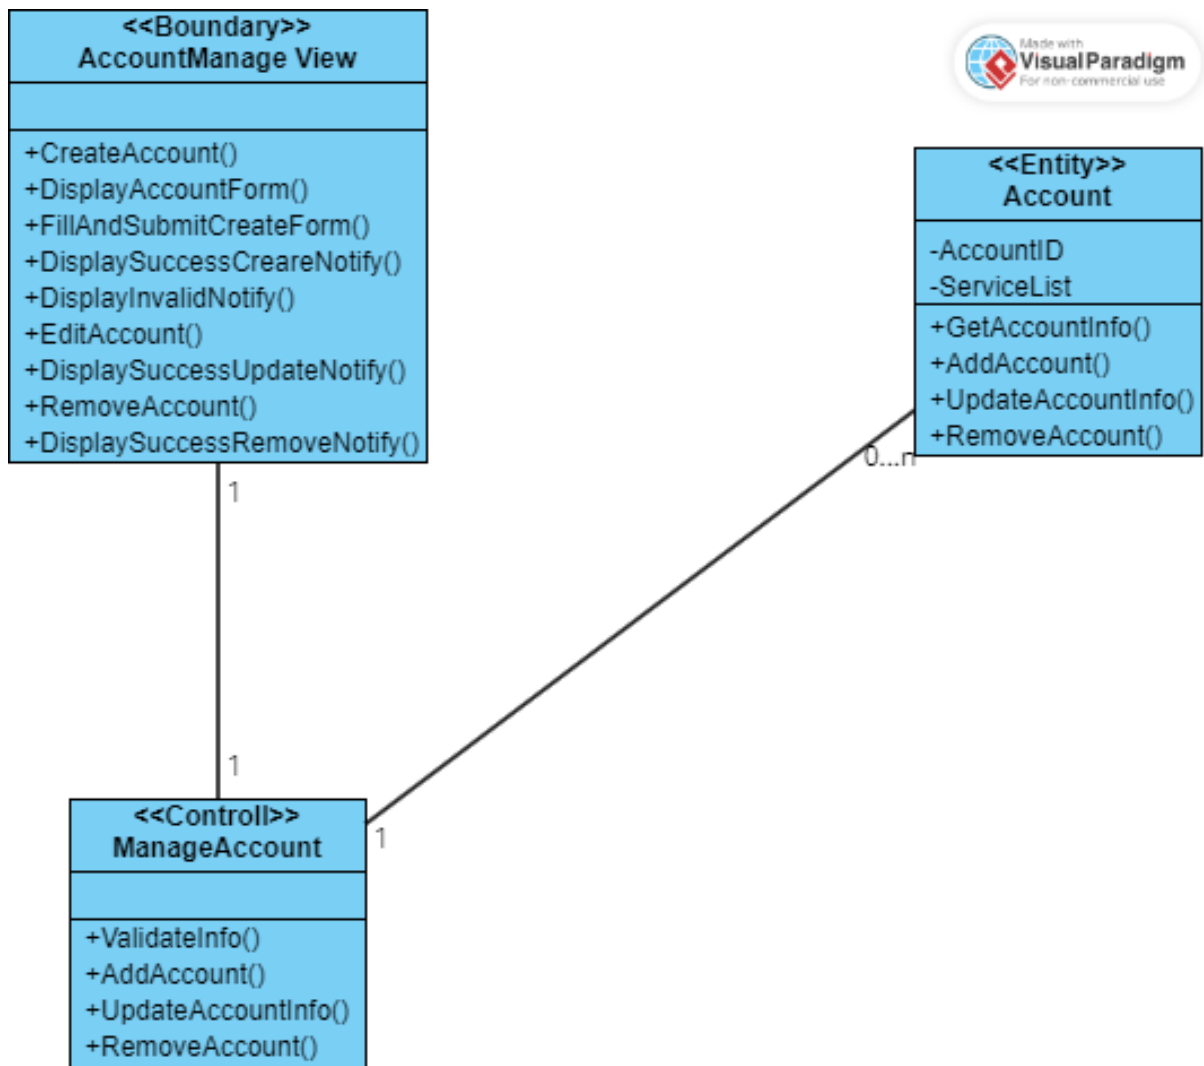 <<Boundary>>
AccountManage View
+CreateAccount()
+DisplayAccountForm()
+FillAndSubmitCreateForm()
+DisplaySuccessCreareNotify()
+DisplayInvalidNotify()
+EditAccount()
+DisplaySuccessUpdateNotify()
+RemoveAccount()
+DisplaySuccessRemoveNotify()
Made with
Visual Paradigm
For non-commercial use
<<Entity>>
Account
-AccountID
-ServiceList
+GetAccountInfo()
+AddAccount()
+UpdateAccountInfo()
+RemoveAccount()
0...n
1
1
1
<<Controll>>
ManageAccount
+ValidateInfo()
+AddAccount()
+UpdateAccountInfo()
+RemoveAccount()